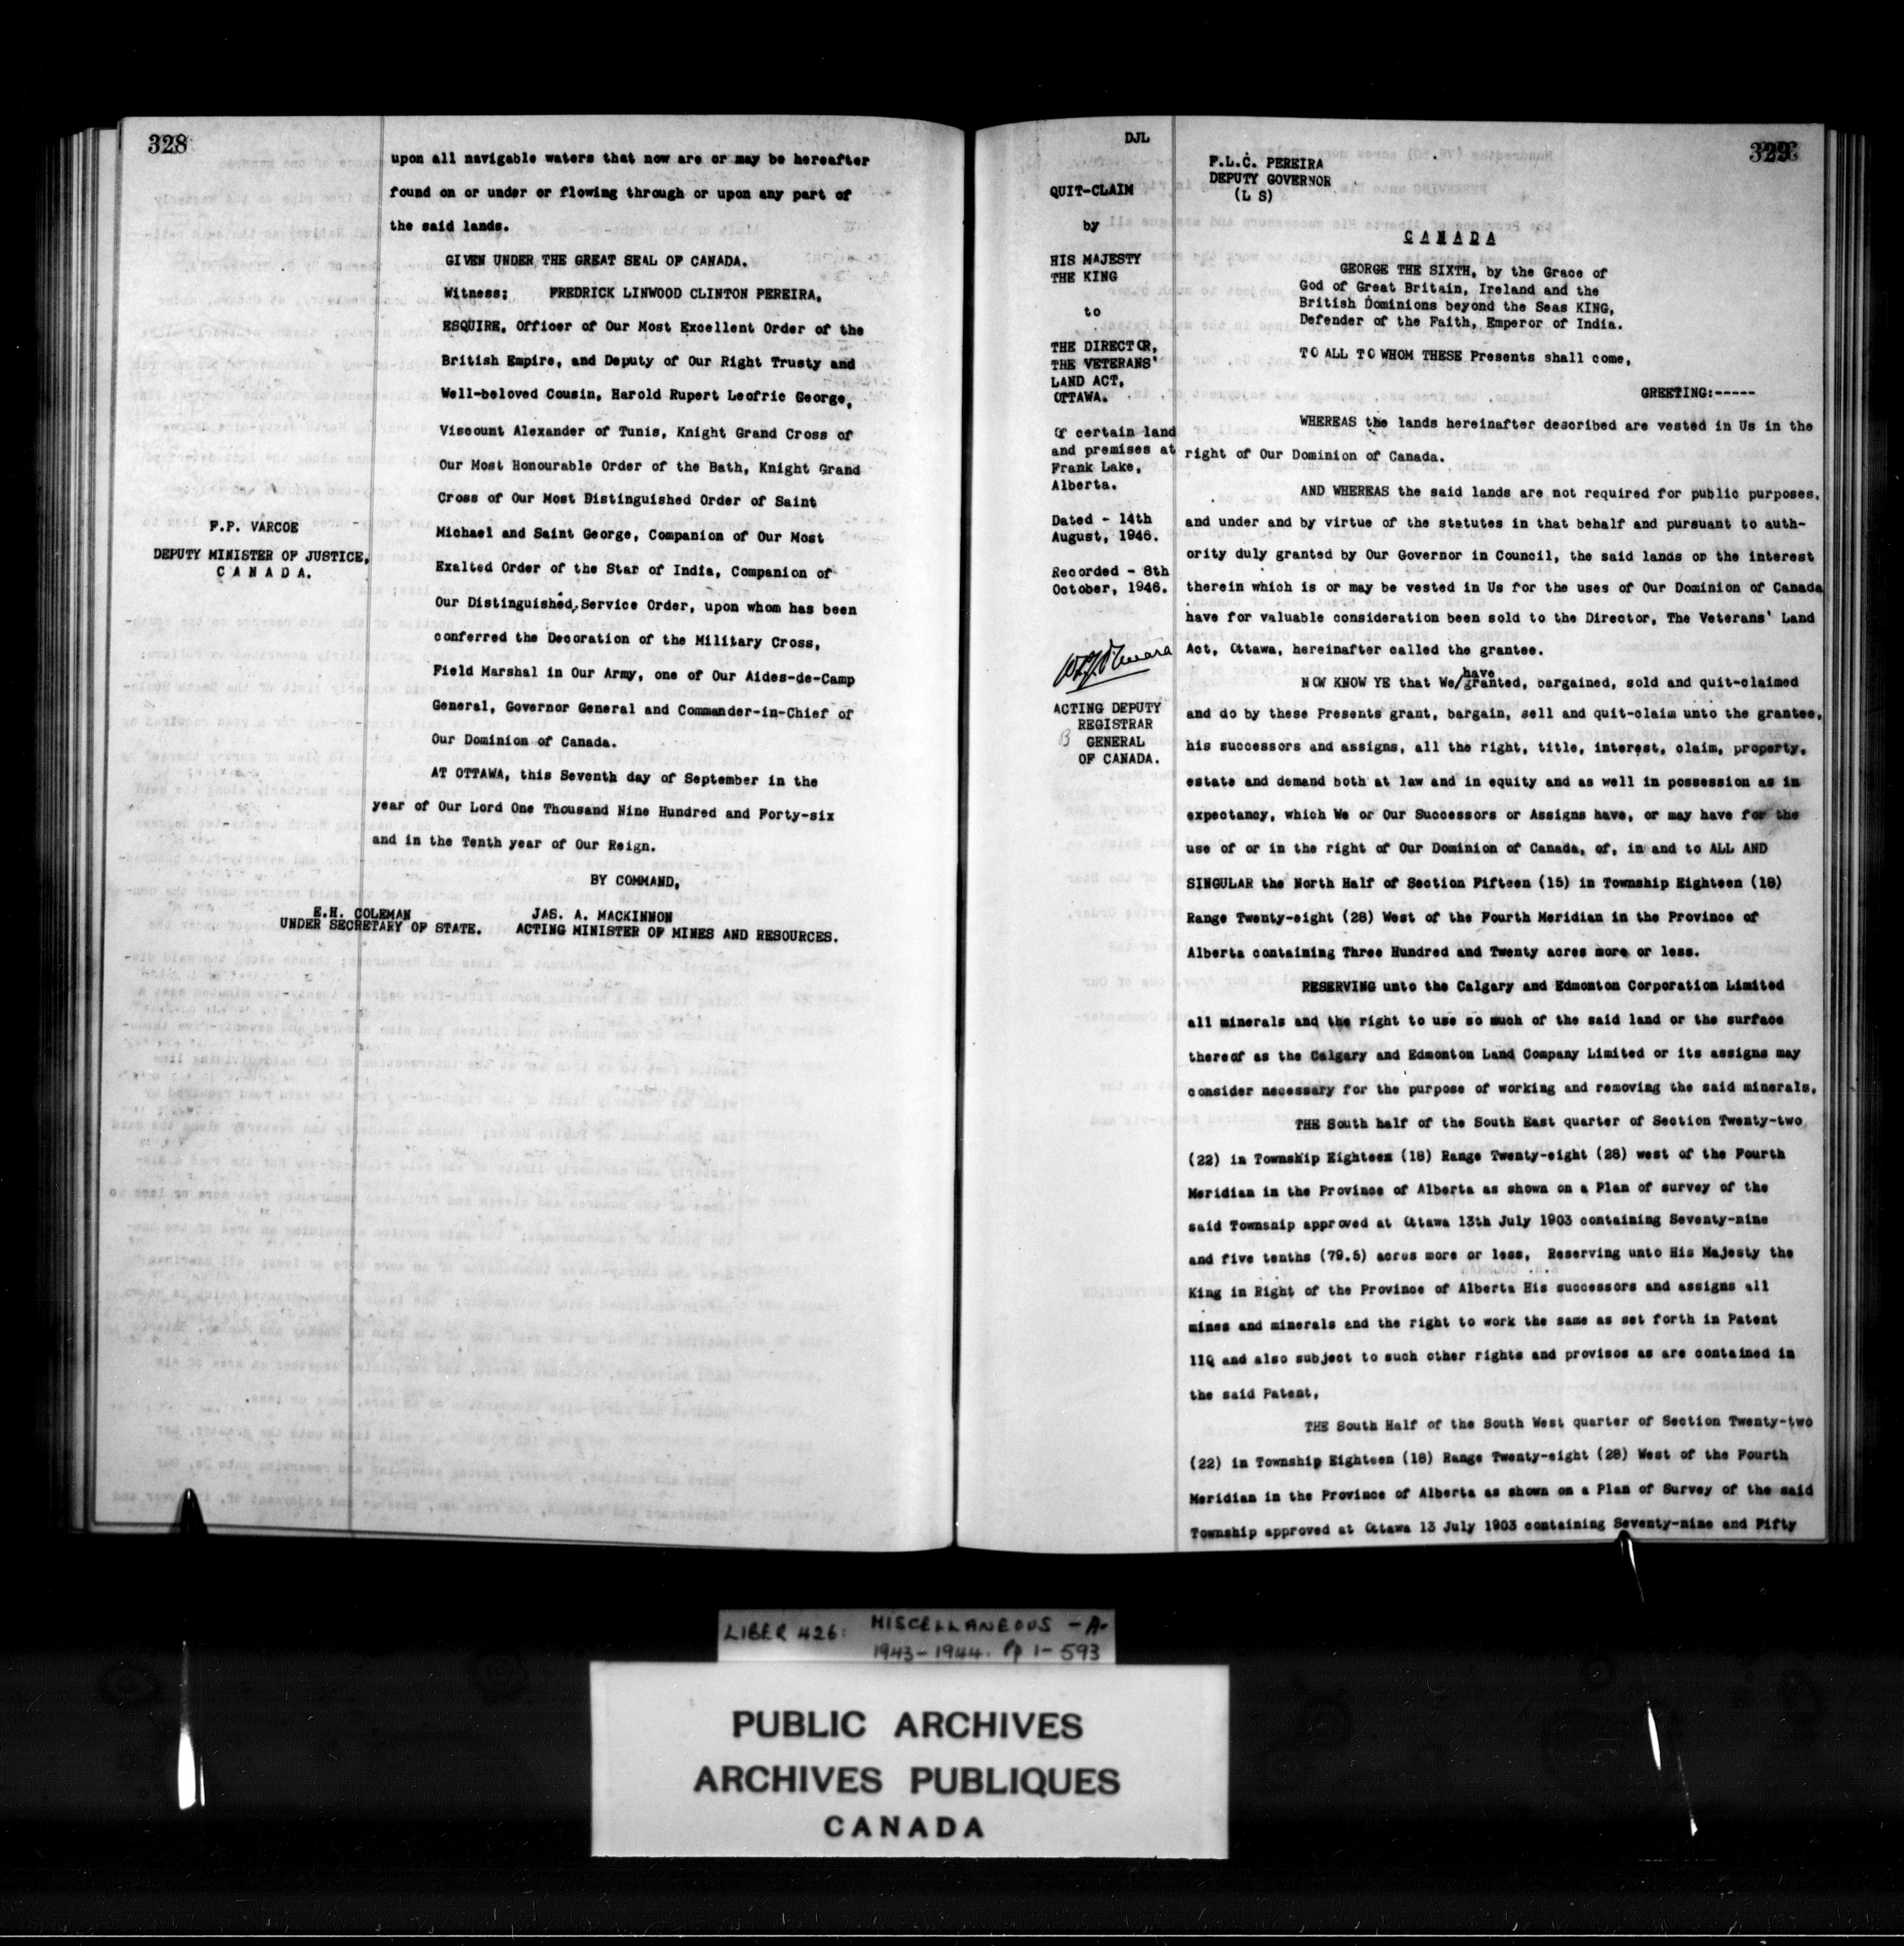 328
upon all navigable waters that now are or may be hereafter
found on or under or flowing through or upon any part of
the said lands.
GIVEN UNDER THE GREAT SEAL OF CANADA.
Witness: FREDRICK LINWOOD CLINTON PEREIRA,
ESQUIRE, Officer of Our Most Excellent Order of the
British Empire, and Deputy of Our Right Trusty and
Well-beloved Cousin, Harold Rupert Leofric George,
Viscount Alexander of Tunis, Knight Grand Cross of
Our Most Honourable Order of the Bath, Knight Grand
Cross of Our Most Distinguished Order of Saint
Michael and Saint George, Companion of Our Most
Exalted Order of the Star of India, Companion of
Our Distinguished Service Order, upon whom has been
conferred the Decoration of the Military Cross,
Field Marshal in Our Army, one of Our Aides-de-Camp
General, Governor General and Commander-in-Chief of
Our Dominion of Canada.
AT OTTAWA, this Seventh day of September in the
year of Our Lord One Thousand Nine Hundred and Forty-six
and in the Tenth year of Our Reign.
BY COMMAND,
F.P. VARCOE
DEPUTY MINISTER OF JUSTICE,
C A N A D A.
E.H. COLEMAN
UNDER SECRETARY OF STATE.
JAS. A. MACKINNON
ACTING MINISTER OF MINES AND RESOURCES.
DJL
QUIT-CLAIM
by
HIS MAJESTY
THE KING
to
THE DIRECTOR,
THE VETERANS'
LAND ACT,
OTTAWA.
Of certain land
and premises at
Frank Lake,
Alberta.
Dated - 14th
August, 1946.
Recorded - 8th
October, 1946.
ACTING DEPUTY
REGISTRAR
GENERAL
OF CANADA.
329
F.L.C. PEREIRA
DEPUTY GOVERNOR
(L S)
C A N A D A
GEORGE THE SIXTH, by the Grace of
God of Great Britain, Ireland and the
British Dominions beyond the Seas KING,
Defender of the Faith, Emperor of India.
TO ALL TO WHOM THESE Presents shall come,
GREETING:-----
WHEREAS the lands hereinafter described are vested in Us in the
right of Our Dominion of Canada.
AND WHEREAS the said lands are not required for public purposes,
and under and by virtue of the statutes in that behalf and pursuant to auth-
ority duly granted by Our Governor in Council, the said lands or the interest
therein which is or may be vested in Us for the uses of Our Dominion of Canada
have for valuable consideration been sold to the Director, The Veterans' Land
Act, Ottawa, hereinafter called the grantee.
NOW KNOW YE that We/have granted, bargained, sold and quit-claimed
and do by these Presents grant, bargain, sell and quit-claim unto the grantee,
his successors and assigns, all the right, title, interest, claim, property,
estate and demand both at law and in equity and as well in possession as in
expectancy, which We or Our Successors or Assigns have, or may have for the
use of or in the right of Our Dominion of Canada, of, in and to ALL AND
SINGULAR the North Half of Section Fifteen (15) in Township Eighteen (18)
Range Twenty-eight (28) West of the Fourth Meridian in the Province of
Alberta containing Three Hundred and Twenty acres more or less.
RESERVING unto the Calgary and Edmonton Corporation Limited
all minerals and the right to use so much of the said land or the surface
thereof as the Calgary and Edmonton Land Company Limited or its assigns may
consider necessary for the purpose of working and removing the said minerals,
THE South half of the South East quarter of Section Twenty-two
(22) in Township Eighteen (18) Range Twenty-eight (28) west of the Fourth
Meridian in the Province of Alberta as shown on a Plan of survey of the
said Township approved at Ottawa 13th July 1903 containing Seventy-nine
and five tenths (79.5) acres more or less, Reserving unto His Majesty the
King in Right of the Province of Alberta His successors and assigns all
mines and minerals and the right to work the same as set forth in Patent
11Q and also subject to such other rights and provisos as are contained in
the said Patent,
THE South Half of the South West quarter of Section Twenty-two
(22) in Township Eighteen (18) Range Twenty-eight (28) West of the Fourth
Meridian in the Province of Alberta as shown on a Plan of Survey of the said
Township approved at Ottawa 13 July 1903 containing Seventy-nine and Fifty
LIBER 426: MISCELLANEOUS -A-
1943-1944. pp 1-593
PUBLIC ARCHIVES
ARCHIVES PUBLIQUES
CANADA